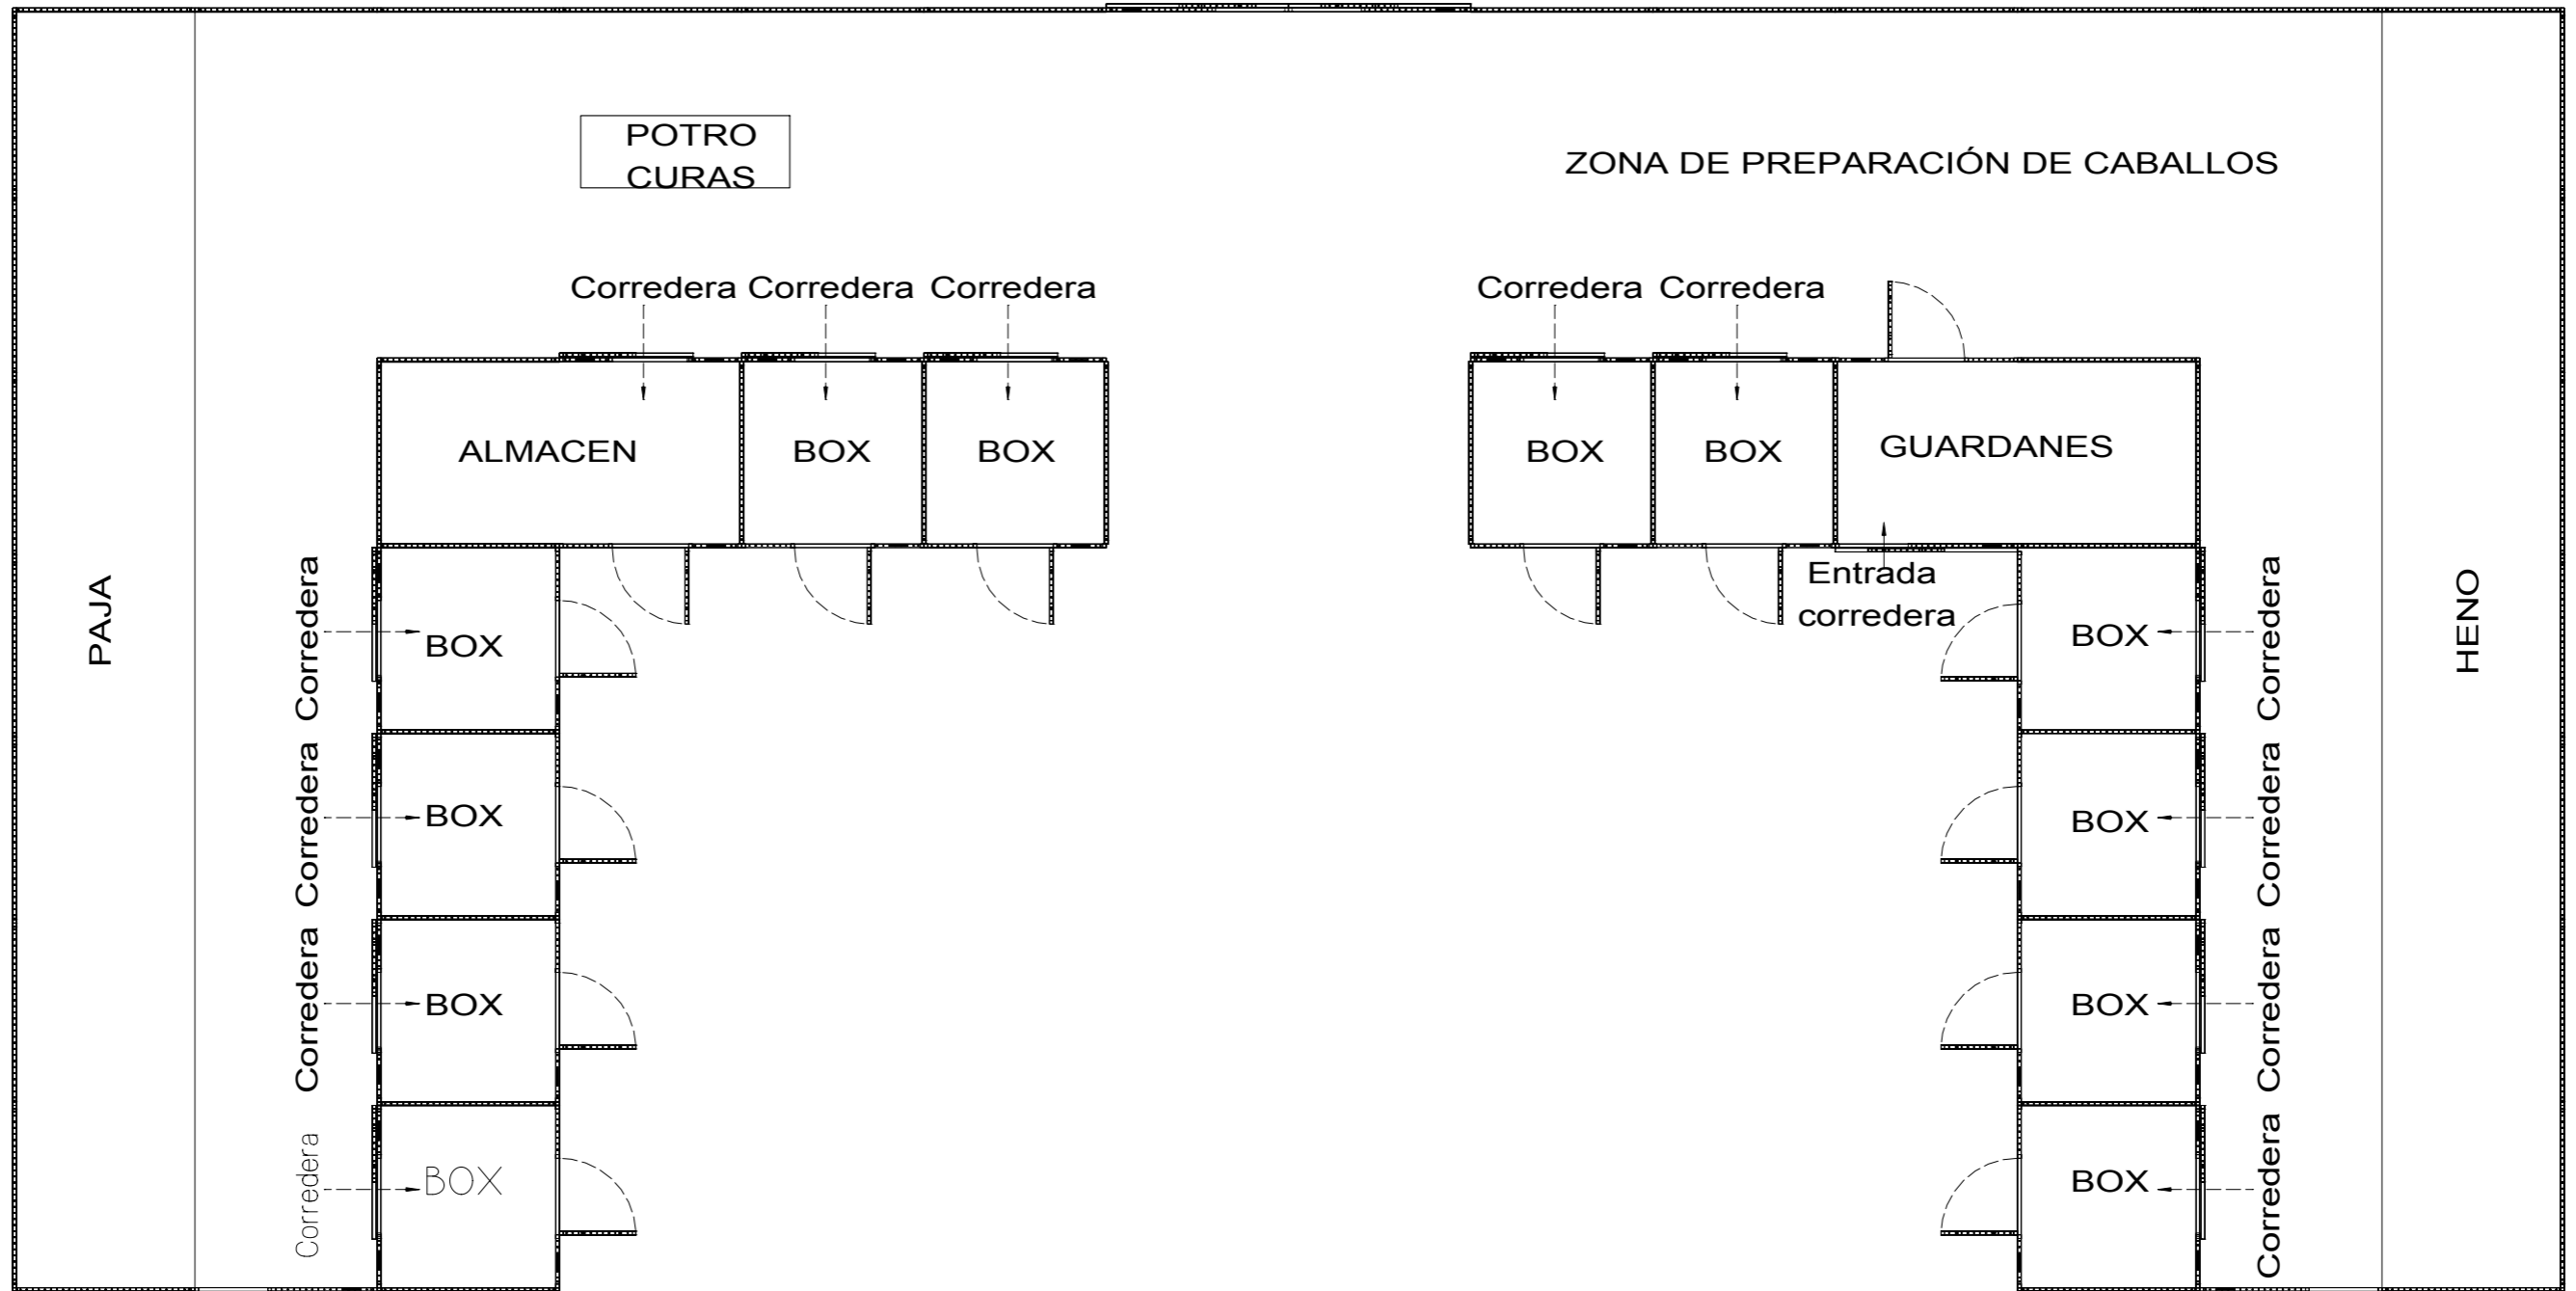 POTRO
CURAS
ZONA DE PREPARACIÓN DE CABALLOS
Corredera Corredera Corredera
Corredera Corredera
ALMACEN
BOX
BOX
BOX
BOX
GUARDANES
Entrada
corredera
PAJA
Corredera
BOX
Corredera
BOX
Corredera
BOX
Corredera
BOX
BOX
Corredera
BOX
Corredera
BOX
Corredera
BOX
Corredera
HENO